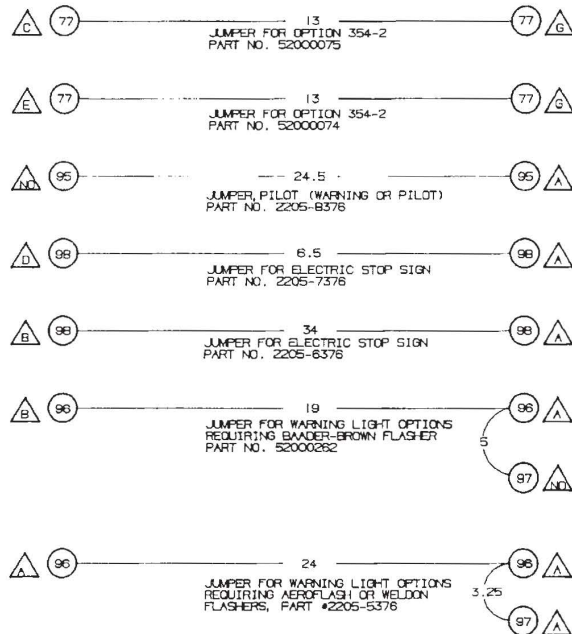 C 77 13 77 G
JUMPER FOR OPTION 354-2
PART NO. 52000075
E 77 13 77 G
JUMPER FOR OPTION 354-2
PART NO. 52000074
NO 95 24.5 95 A
JUMPER, PILOT (WARNING OR PILOT)
PART NO. 2205-8376
D 98 6.5 98 A
JUMPER FOR ELECTRIC STOP SIGN
PART NO. 2205-7376
B 98 34 98 A
JUMPER FOR ELECTRIC STOP SIGN
PART NO. 2205-6376
B 96 19 96 A
JUMPER FOR WARNING LIGHT OPTIONS
REQUIRING BAADER-BROWN FLASHER
PART NO. 52000262
5
97 NO
A 96 24 96 A
JUMPER FOR WARNING LIGHT OPTIONS
REQUIRING AEROFLASH OR WELDON
FLASHERS, PART #2205-5376
3.25
97 A